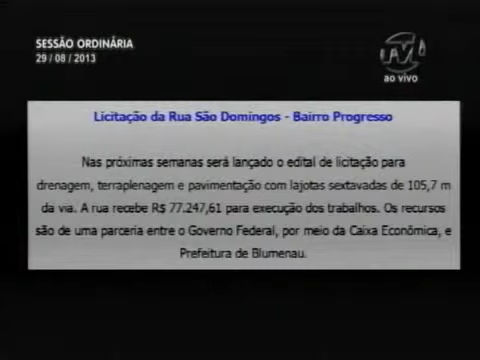 SESSÃO ORDINÁRIA
29 / 08 / 2013
TVL
ao vivo
Licitação da Rua São Domingos - Bairro Progresso
Nas próximas semanas será lançado o edital de licitação para
drenagem, terraplenagem e pavimentação com lajotas sextavadas de 105,7 m
da via. A rua recebe R$ 77.247,61 para execução dos trabalhos. Os recursos
são de uma parceria entre o Governo Federal, por meio da Caixa Econômica, e
Prefeitura de Blumenau.